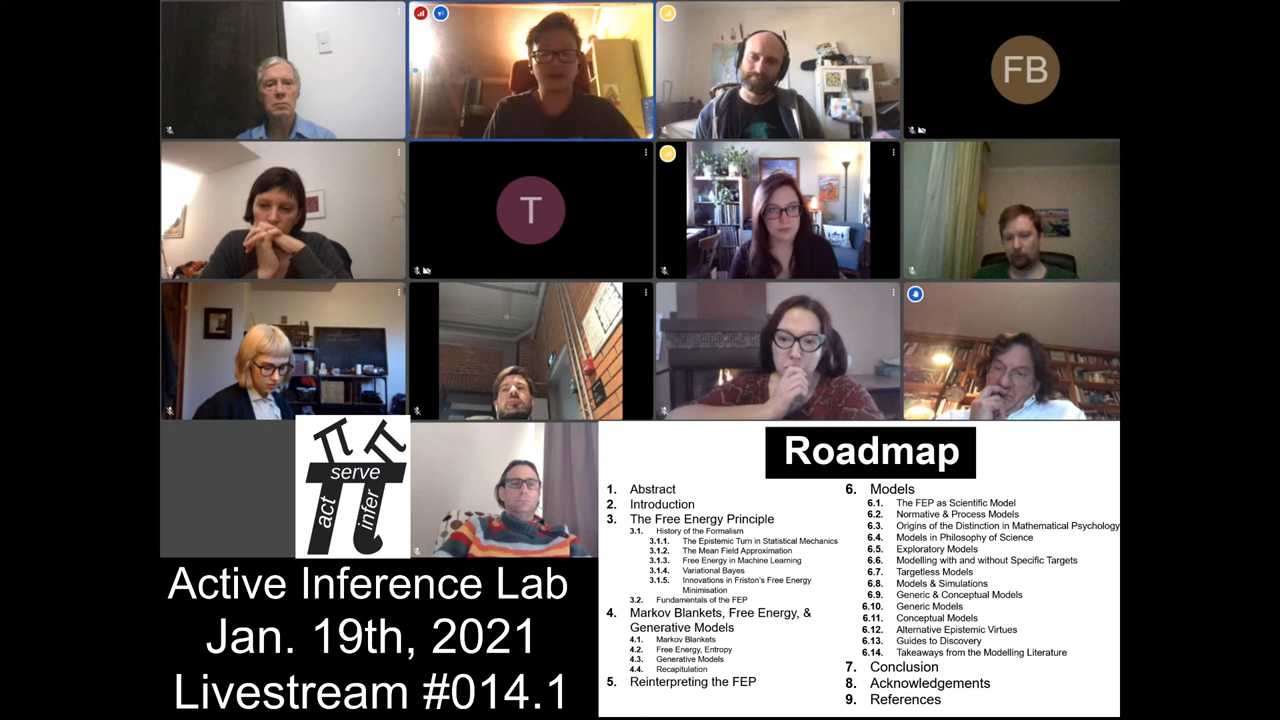 FB
T
π π
serve
π
act
infer
Active Inference Lab
Jan. 19th, 2021
Livestream #014.1
Roadmap
1. Abstract
2. Introduction
3. The Free Energy Principle
3.1. History of the Formalism
3.1.1. The Epistemic Turn in Statistical Mechanics
3.1.2. The Mean Field Approximation
3.1.3. Free Energy in Machine Learning
3.1.4. Variational Bayes
3.1.5. Innovations in Friston's Free Energy
Minimisation
3.2. Fundamentals of the FEP
4. Markov Blankets, Free Energy, &
Generative Models
4.1. Markov Blankets
4.2. Free Energy, Entropy
4.3. Generative Models
4.4. Recapitulation
5. Reinterpreting the FEP
6. Models
6.1. The FEP as Scientific Model
6.2. Normative & Process Models
6.3. Origins of the Distinction in Mathematical Psychology
6.4. Models in Philosophy of Science
6.5. Exploratory Models
6.6. Modelling with and without Specific Targets
6.7. Targetless Models
6.8. Models & Simulations
6.9. Generic & Conceptual Models
6.10. Generic Models
6.11. Conceptual Models
6.12. Alternative Epistemic Virtues
6.13. Guides to Discovery
6.14. Takeaways from the Modelling Literature
7. Conclusion
8. Acknowledgements
9. References